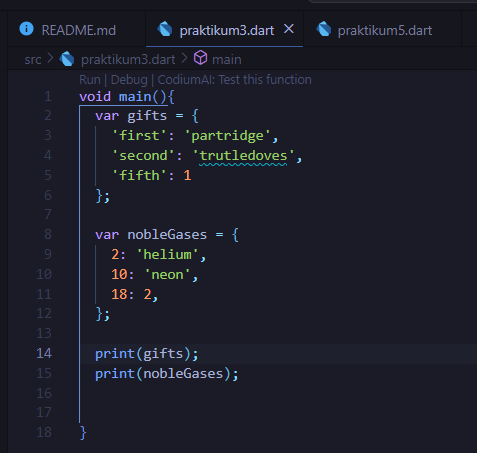 README.md praktikum3.dart praktikum5.dart
src > praktikum3.dart > main
Run | Debug | CodiumAI: Test this function
1 void main(){
2 var gifts = {
3 'first': 'partridge',
4 'second': 'trutledoves',
5 'fifth': 1
6 };
7
8 var nobleGases = {
9 2: 'helium',
10 10: 'neon',
11 18: 2,
12 };
13
14 print(gifts);
15 print(nobleGases);
16
17
18 }